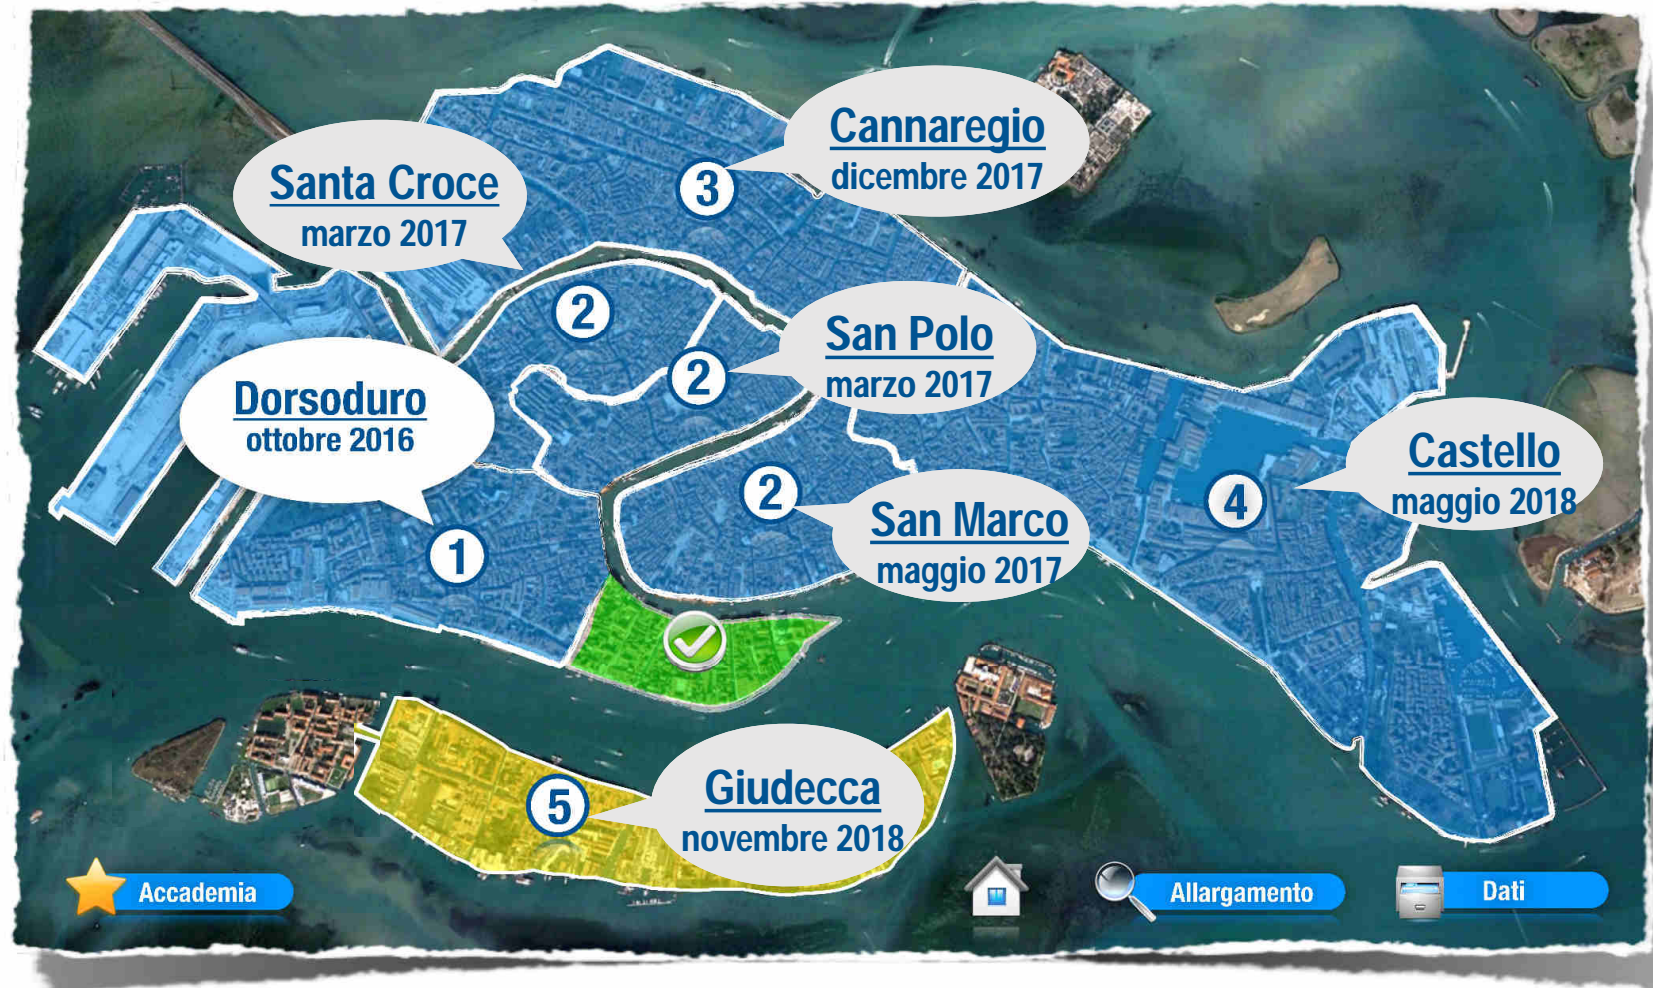 Cannaregio
dicembre 2017
3
Santa Croce
marzo 2017
2
San Polo
marzo 2017
2
Dorsoduro
ottobre 2016
1
San Marco
maggio 2017
2
Castello
maggio 2018
4
Giudecca
novembre 2018
5
Accademia
Allargamento
Dati